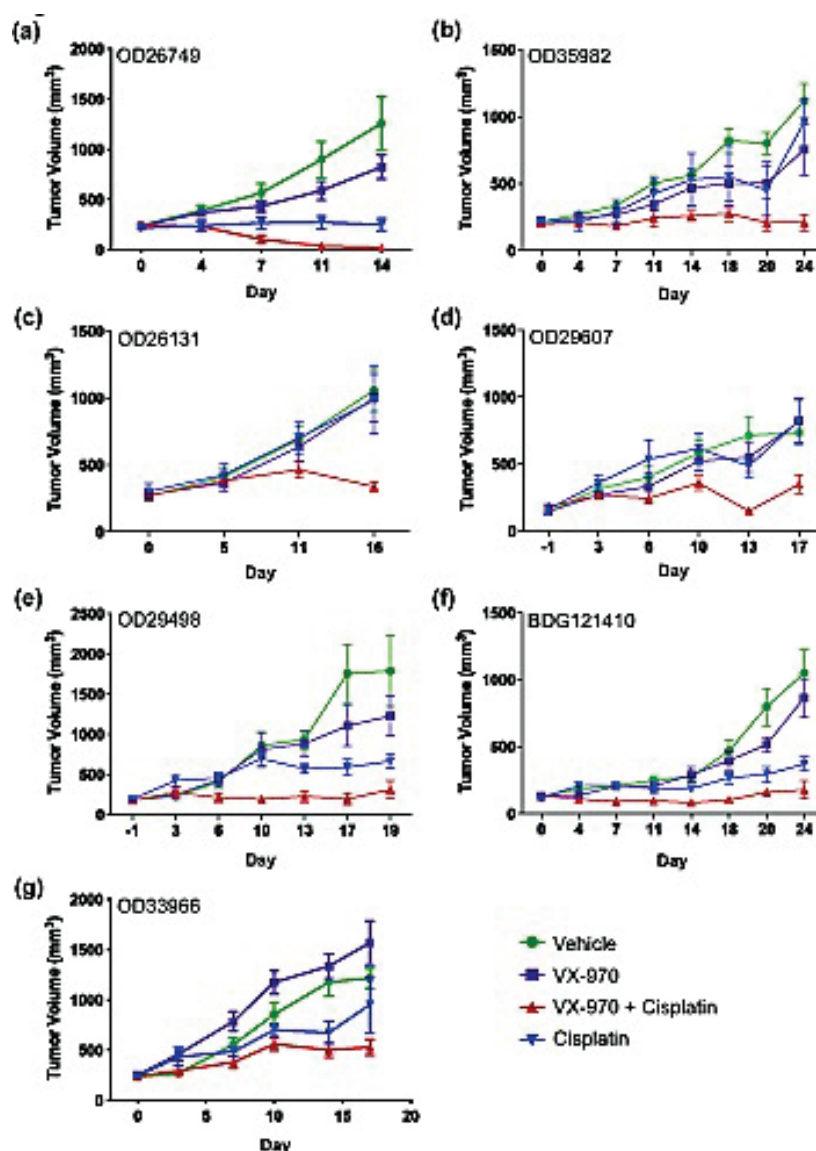 (a)
OD26749
Tumor Volume (mm³)
2000
1500
1000
500
0
0 4 7 11 14
Day
(b)
OD35982
Tumor Volume (mm³)
1500
1000
500
0
0 4 7 11 14 18 20 24
Day
(c)
OD26131
Tumor Volume (mm³)
1500
1000
500
0
0 5 11 16
Day
(d)
OD29607
Tumor Volume (mm³)
1500
1000
500
0
-1 3 6 10 13 17
Day
(e)
OD29498
Tumor Volume (mm³)
2500
2000
1500
1000
500
0
-1 3 6 10 13 17 19
Day
(f)
BDG121410
Tumor Volume (mm³)
1500
1000
500
0
0 4 7 11 14 18 20 24
Day
(g)
OD33966
Tumor Volume (mm³)
2000
1500
1000
500
0
0 5 10 15 20
Day
Vehicle
VX-970
VX-970 + Cisplatin
Cisplatin